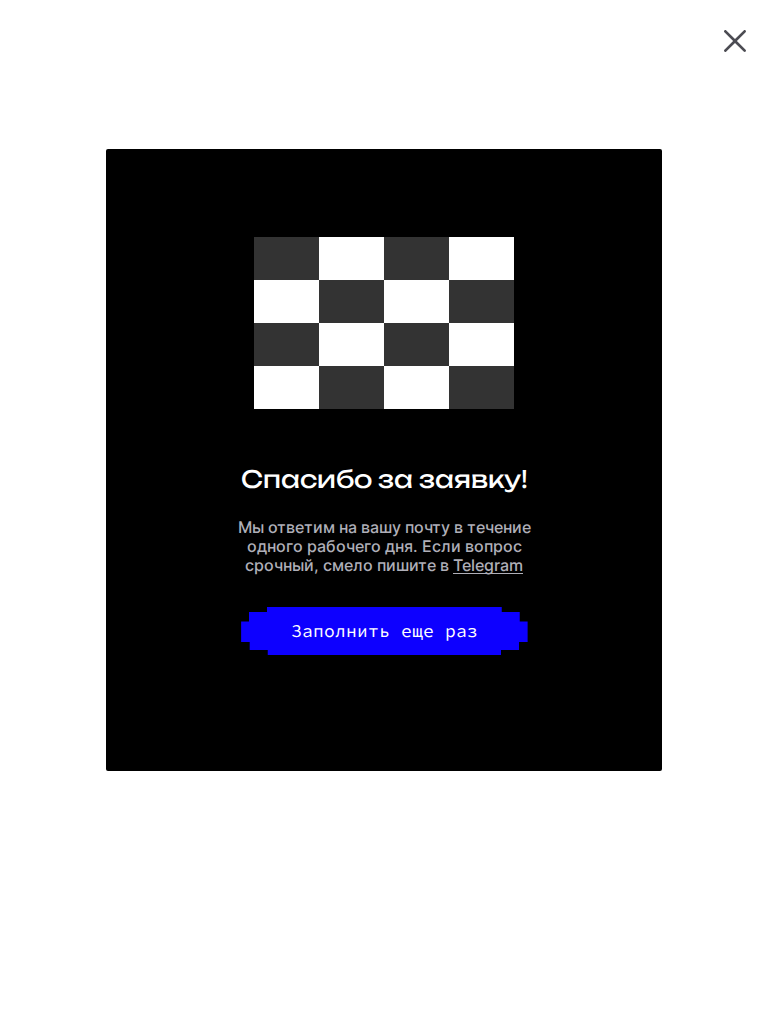 Спасибо за заявку!
Мы ответим на вашу почту в течение
одного рабочего дня. Если вопрос
срочный, смело пишите в Telegram
Заполнить еще раз